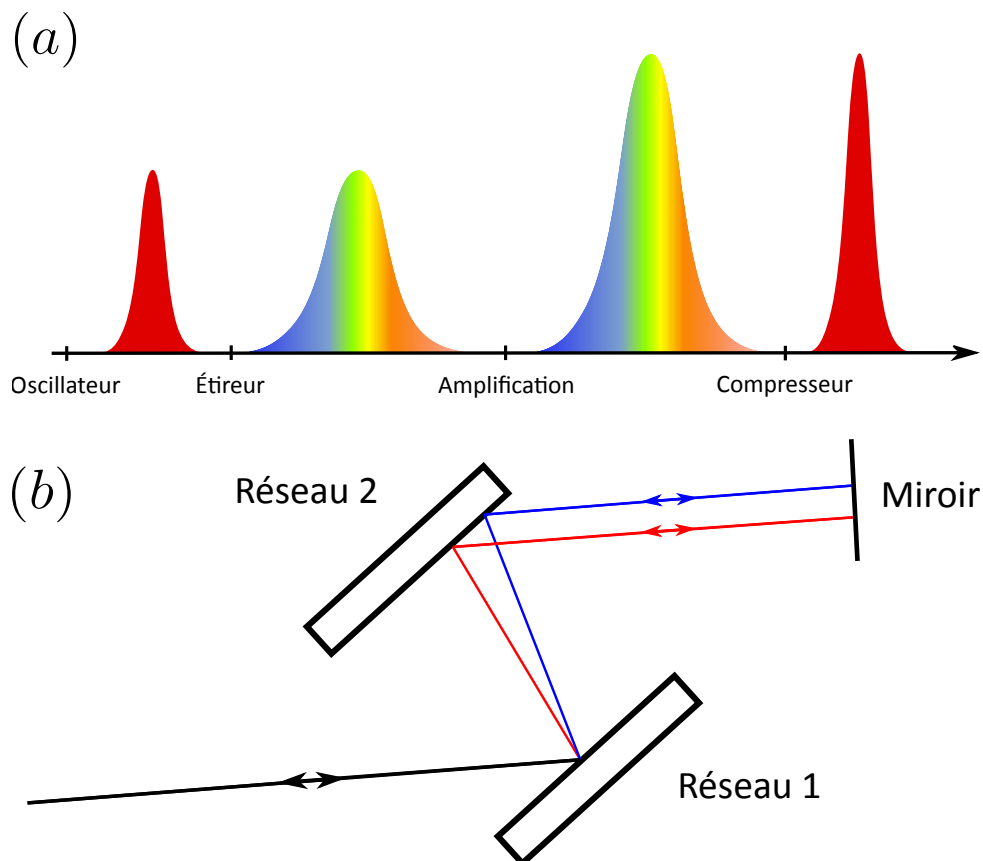 (a)
Oscillateur
Étireur
Amplification
Compresseur
(b)
Réseau 2
Miroir
Réseau 1